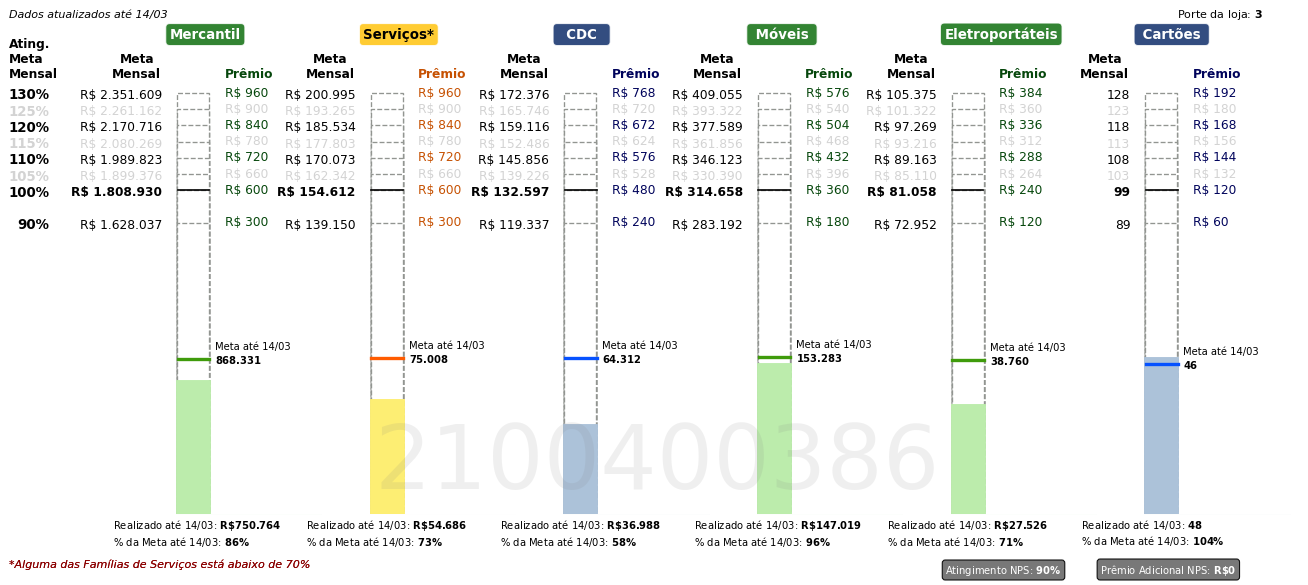 Dados atualizados até 14/03
Porte da loja: 3
Mercantil Serviços* CDC Móveis Eletroportáteis Cartões
Ating.
Meta Meta Meta Meta Meta Meta Meta
Mensal Mensal Prêmio Mensal Prêmio Mensal Prêmio Mensal Prêmio Mensal Prêmio Mensal Prêmio
130% R$ 2.351.609 R$ 960 R$ 200.995 R$ 960 R$ 172.376 R$ 768 R$ 409.055 R$ 576 R$ 105.375 R$ 384 128 R$ 192
125% R$ 2.261.162 R$ 900 R$ 193.265 R$ 900 R$ 165.746 R$ 720 R$ 393.322 R$ 540 R$ 101.322 R$ 360 123 R$ 180
120% R$ 2.170.716 R$ 840 R$ 185.534 R$ 840 R$ 159.116 R$ 672 R$ 377.589 R$ 504 R$ 97.269 R$ 336 118 R$ 168
115% R$ 2.080.269 R$ 780 R$ 177.803 R$ 780 R$ 152.486 R$ 624 R$ 361.856 R$ 468 R$ 93.216 R$ 312 113 R$ 156
110% R$ 1.989.823 R$ 720 R$ 170.073 R$ 720 R$ 145.856 R$ 576 R$ 346.123 R$ 432 R$ 89.163 R$ 288 108 R$ 144
105% R$ 1.899.376 R$ 660 R$ 162.342 R$ 660 R$ 139.226 R$ 528 R$ 330.390 R$ 396 R$ 85.110 R$ 264 103 R$ 132
100% R$ 1.808.930 R$ 600 R$ 154.612 R$ 600 R$ 132.597 R$ 480 R$ 314.658 R$ 360 R$ 81.058 R$ 240 99 R$ 120
90% R$ 1.628.037 R$ 300 R$ 139.150 R$ 300 R$ 119.337 R$ 240 R$ 283.192 R$ 180 R$ 72.952 R$ 120 89 R$ 60
Meta até 14/03 Meta até 14/03 Meta até 14/03 Meta até 14/03 Meta até 14/03 Meta até 14/03
868.331 75.008 64.312 153.283 38.760 46
2100400386
Realizado até 14/03: R$750.764 Realizado até 14/03: R$54.686 Realizado até 14/03: R$36.988 Realizado até 14/03: R$147.019 Realizado até 14/03: R$27.526 Realizado até 14/03: 48
% da Meta até 14/03: 86% % da Meta até 14/03: 73% % da Meta até 14/03: 58% % da Meta até 14/03: 96% % da Meta até 14/03: 71% % da Meta até 14/03: 104%
*Alguma das Famílias de Serviços está abaixo de 70%
Atingimento NPS: 90% Prêmio Adicional NPS: R$0